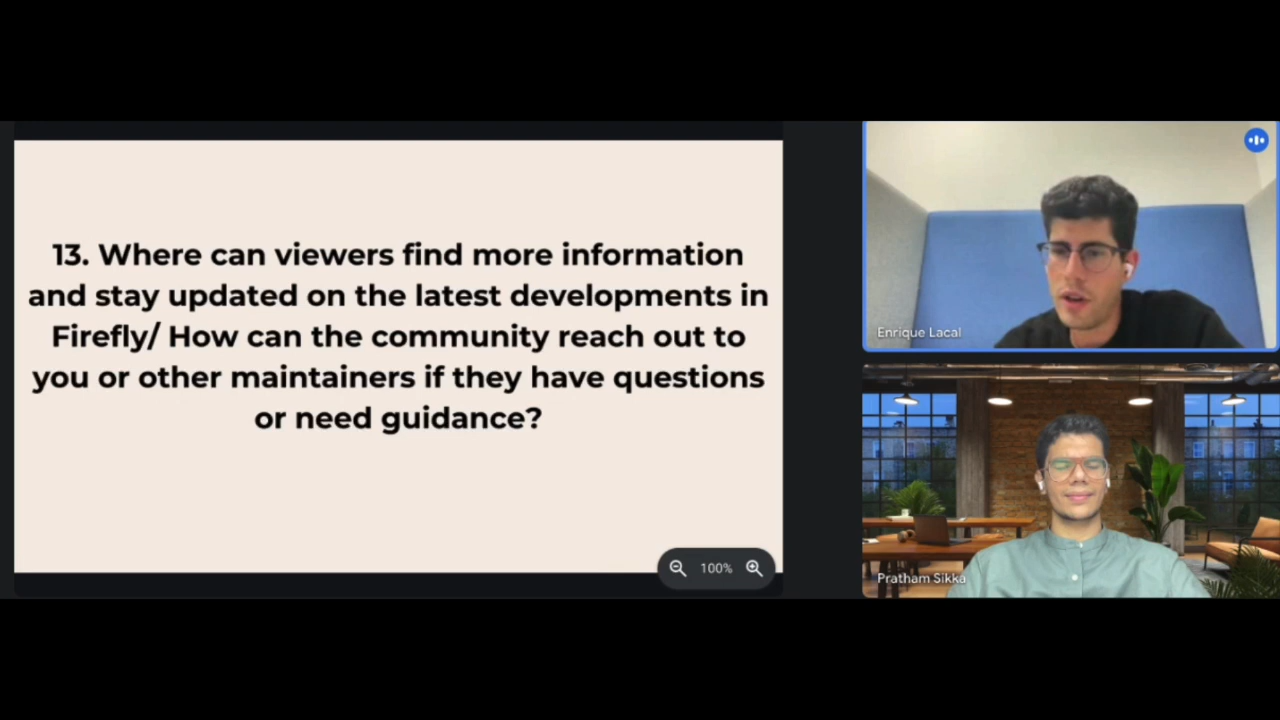 13. Where can viewers find more information
and stay updated on the latest developments in
Firefly/ How can the community reach out to
you or other maintainers if they have questions
or need guidance?
100%
Enrique Lacal
Pratham Sikka